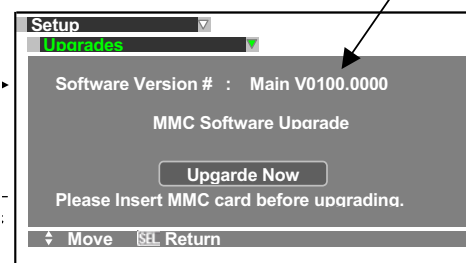 Setup
Upgrades
Software Version # : Main V0100.0000
MMC Software Upgrade
Upgarde Now
Please Insert MMC card before upgrading.
Move SEL Return